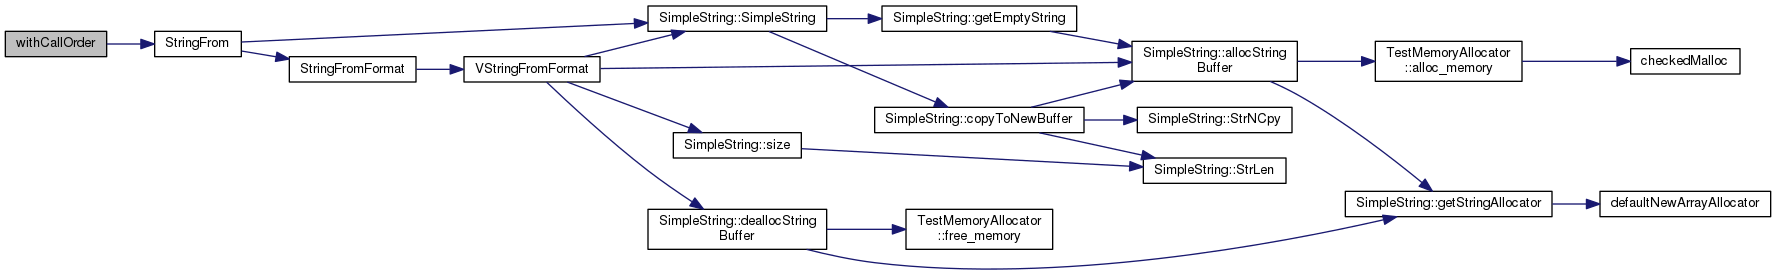 withCallOrder
StringFrom
StringFromFormat
VStringFromFormat
SimpleString::SimpleString
SimpleString::getEmptyString
SimpleString::allocString
Buffer
TestMemoryAllocator
::alloc_memory
checkedMalloc
SimpleString::copyToNewBuffer
SimpleString::StrNCpy
SimpleString::size
SimpleString::StrLen
SimpleString::deallocString
Buffer
TestMemoryAllocator
::free_memory
SimpleString::getStringAllocator
defaultNewArrayAllocator